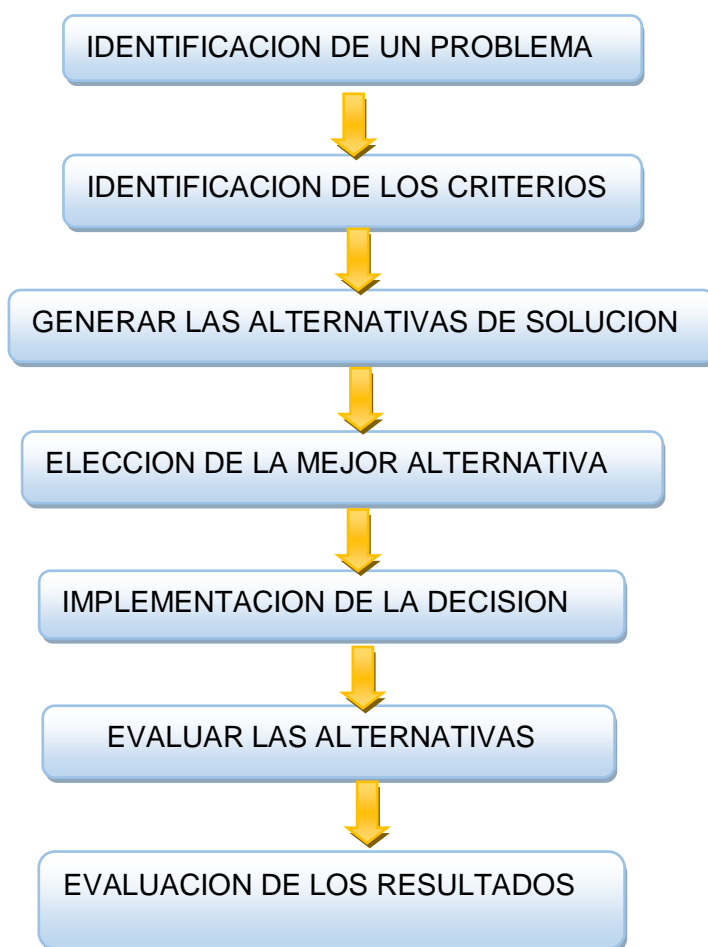 IDENTIFICACION DE UN PROBLEMA
IDENTIFICACION DE LOS CRITERIOS
GENERAR LAS ALTERNATIVAS DE SOLUCION
ELECCION DE LA MEJOR ALTERNATIVA
IMPLEMENTACION DE LA DECISION
EVALUAR LAS ALTERNATIVAS
EVALUACION DE LOS RESULTADOS